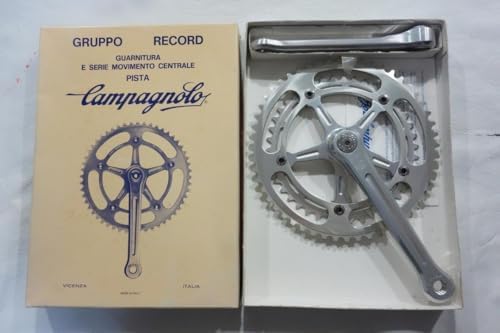 GRUPPO RECORD
GUARNITURA
E SERIE MOVIMENTO CENTRALE
PISTA
Campagnolo
VICENZA ITALIA